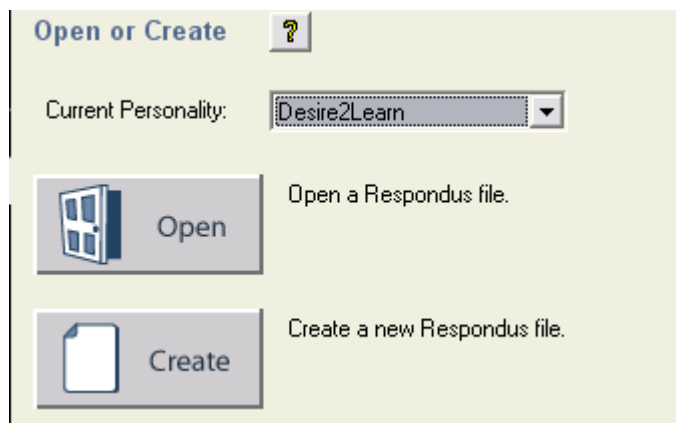 Open or Create ?
Current Personality: Desire2Learn
Open
Open a Respondus file.
Create
Create a new Respondus file.